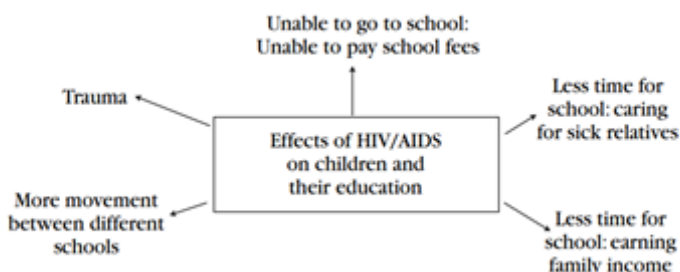 Unable to go to school:
Unable to pay school fees
Trauma
Less time for
school: caring
for sick relatives
Effects of HIV/AIDS
on children and
their education
More movement
between different
schools
Less time for
school: earning
family income